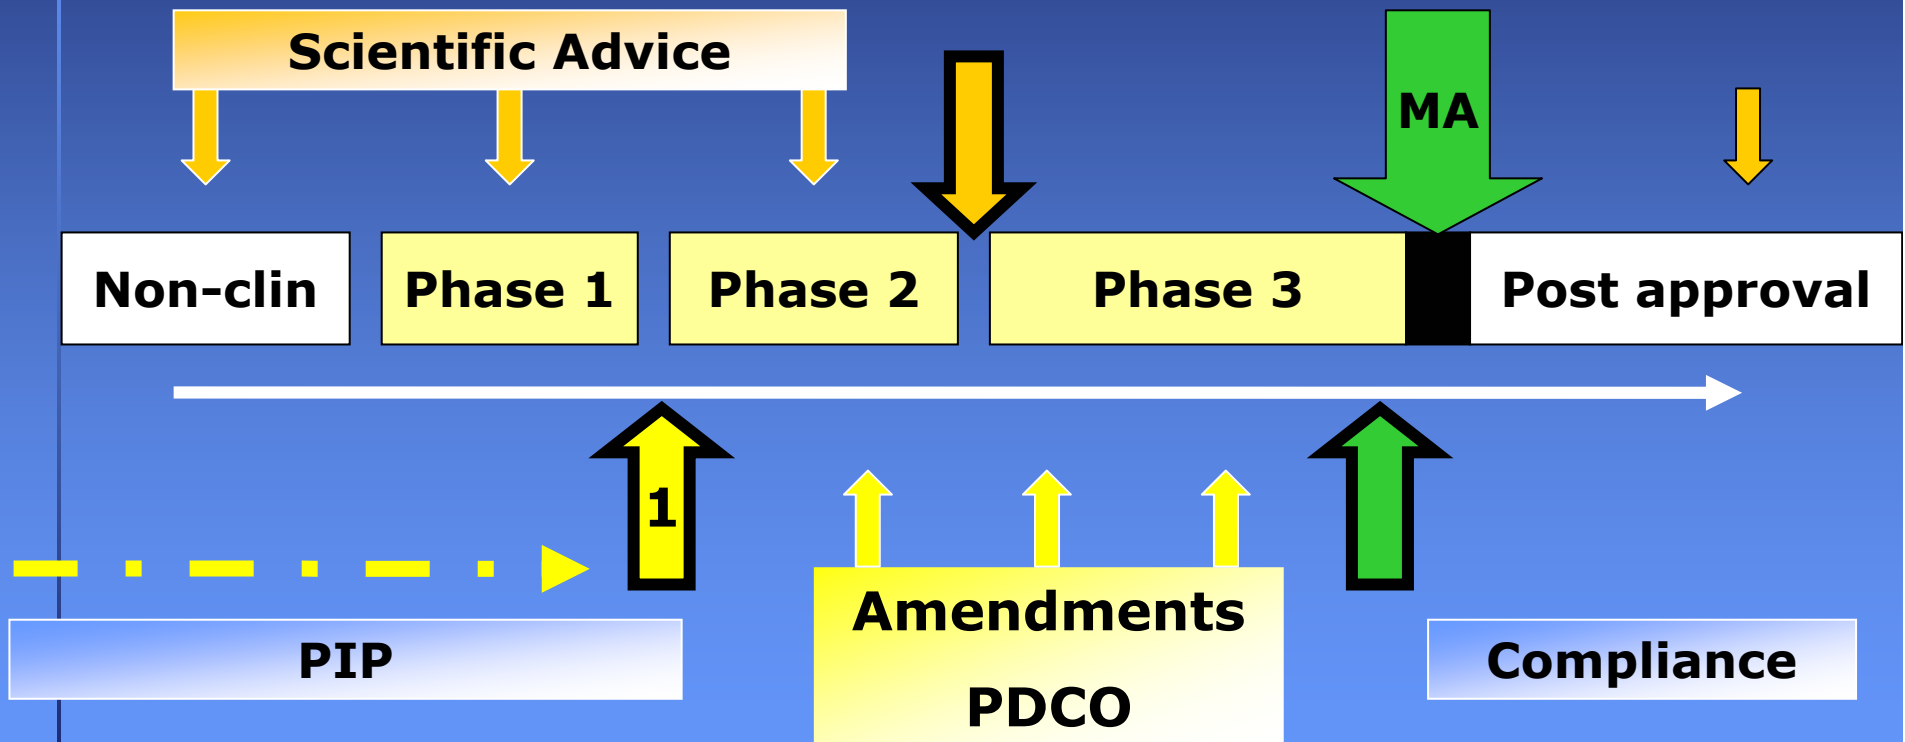 Scientific Advice
MA
Non-clin
Phase 1
Phase 2
Phase 3
Post approval
1
Amendments
PDCO
PIP
Compliance